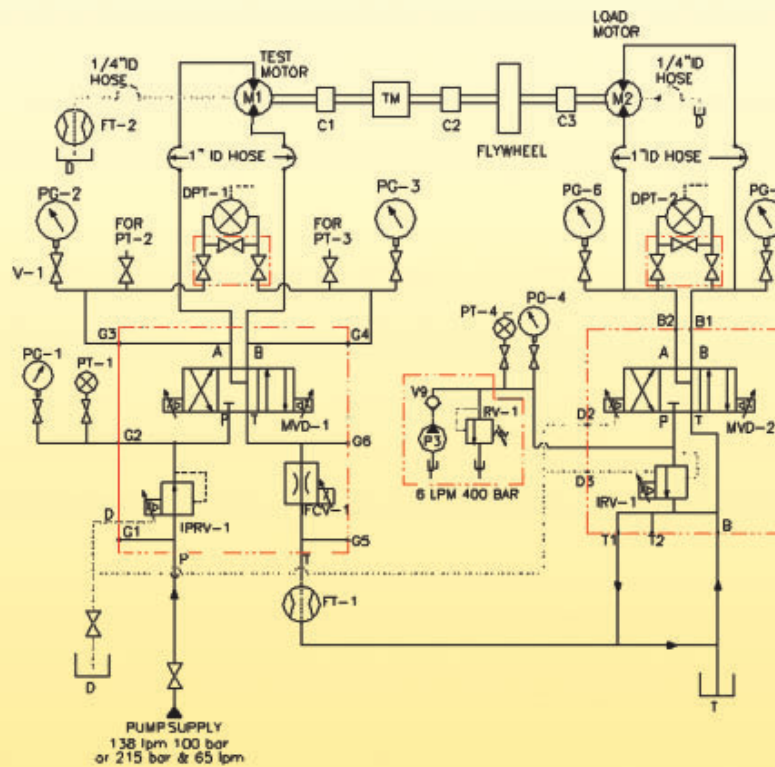 LOAD
MOTOR
1/4"ID
HOSE
TEST
MOTOR
1/4"ID
HOSE
M1
TM
M2
FT-2
C1
C2
C3
D
D
FLYWHEEL
1" ID HOSE
1"ID HOSE
PG-2
DPT-1
PG-3
PG-6
DPT-2
PG-
FOR
PT-2
FOR
PT-3
V-1
PT-4
PG-4
G3
G4
B2
B1
A
B
A
B
PG-1
PT-1
V9
RV-1
P
T
D2
P
T
MVD-1
MVD-2
G2
G6
P3
D3
6 LPM 400 BAR
FCV-1
IRV-1
D
IPRV-1
G1
G5
B
P
T
T1
T2
FT-1
D
T
PUMP SUPPLY
138 lpm 100 bar
or 215 bar & 65 lpm